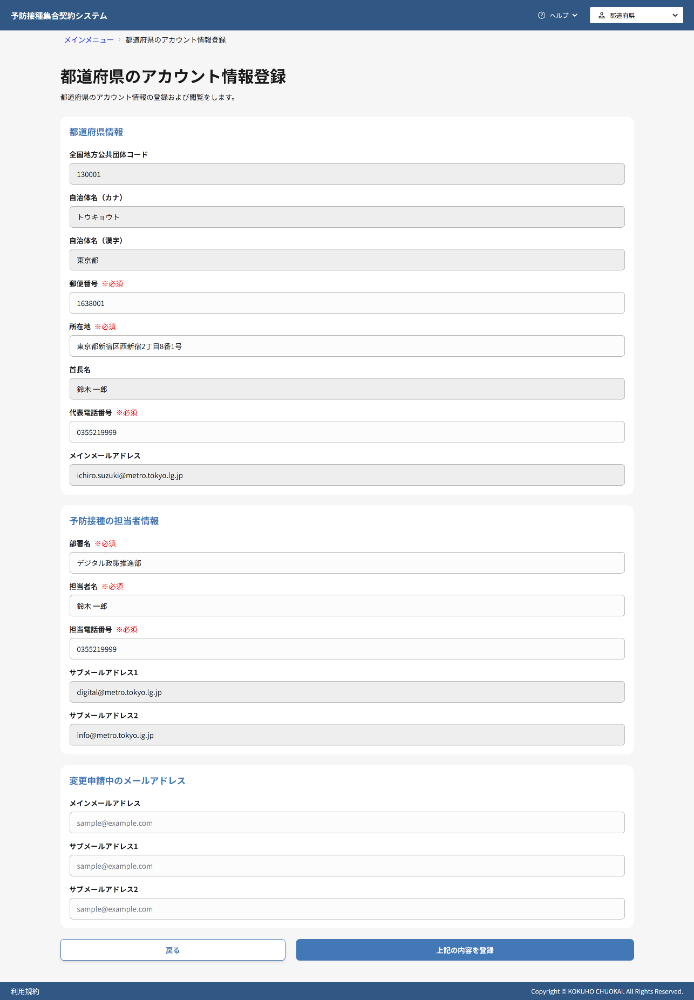 予防接種集合契約システム
ヘルプ
都道府県
メインメニュー > 都道府県のアカウント情報登録
都道府県のアカウント情報登録
都道府県のアカウント情報の登録および閲覧をします。
都道府県情報
全国地方公共団体コード
130001
自治体名（カナ）
トウキョウト
自治体名（漢字）
東京都
郵便番号 ※必須
1638001
所在地 ※必須
東京都新宿区西新宿2丁目8番1号
首長名
鈴木 一郎
代表電話番号 ※必須
0355219999
メインメールアドレス
ichiro.suzuki@metro.tokyo.lg.jp
予防接種の担当者情報
部署名 ※必須
デジタル政策推進部
担当者名 ※必須
鈴木 一郎
担当電話番号 ※必須
0355219999
サブメールアドレス1
digital@metro.tokyo.lg.jp
サブメールアドレス2
info@metro.tokyo.lg.jp
変更申請中のメールアドレス
メインメールアドレス
sample@example.com
サブメールアドレス1
sample@example.com
サブメールアドレス2
sample@example.com
戻る
上記の内容を登録
利用規約
Copyright © KOKUHO CHUOKAI. All Rights Reserved.